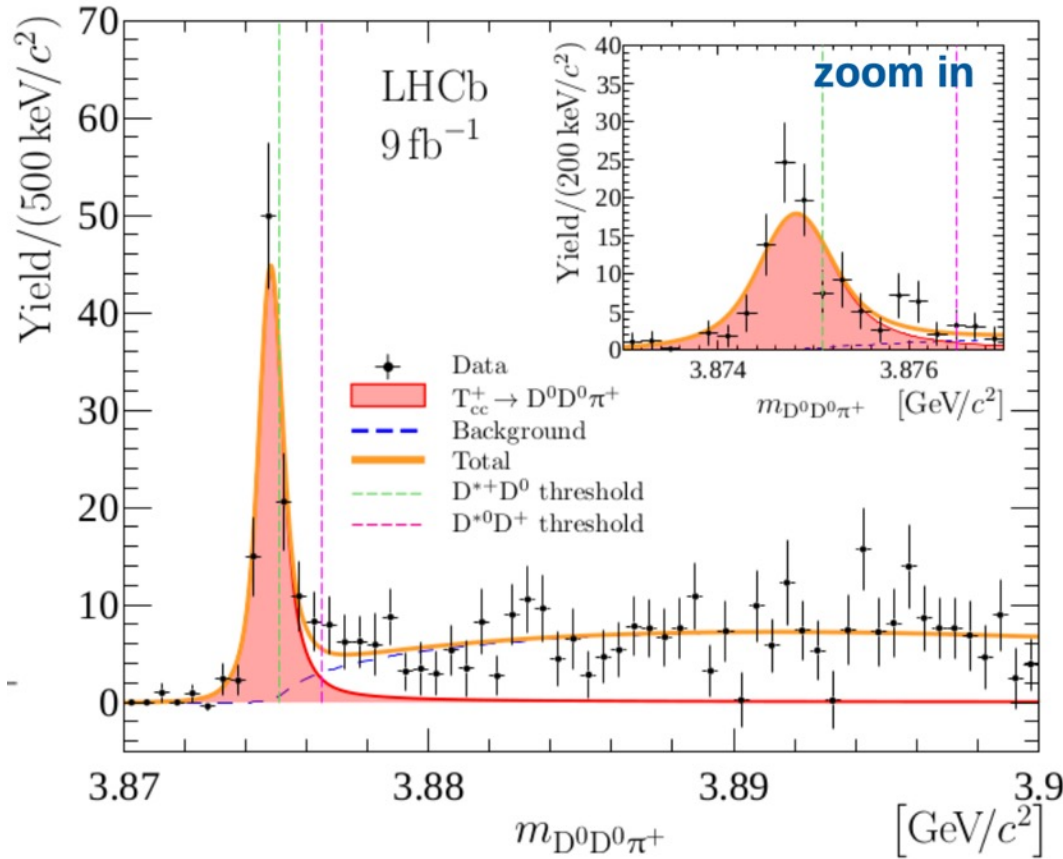 Yield/(500 keV/c²)
70
60
50
40
30
20
10
0
LHCb
9 fb⁻¹
Data
T⁺cc → D⁰D⁰π⁺
Background
Total
D*⁺D⁰ threshold
D*⁰D⁺ threshold
zoom in
Yield/(200 keV/c²)
40
35
30
25
20
15
10
5
0
3.874
3.876
m D⁰D⁰π⁺
[GeV/c²]
3.87
3.88
3.89
3.9
m D⁰D⁰π⁺
[GeV/c²]